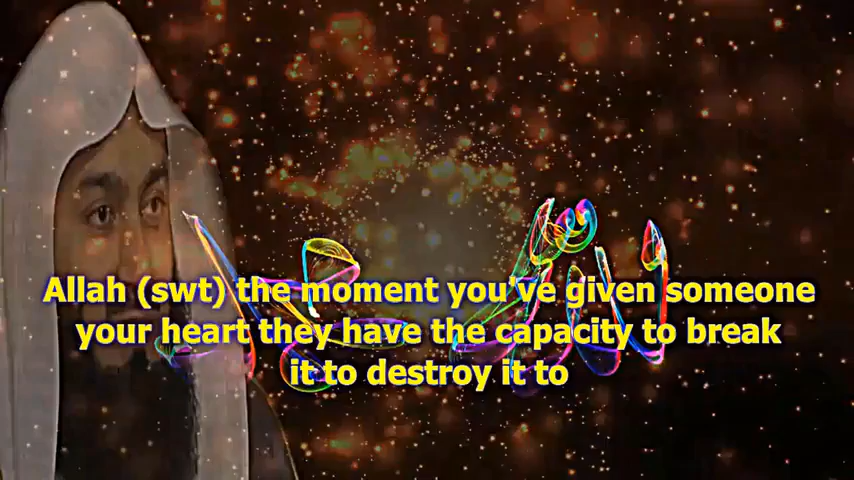 Allah (swt) the moment you've given someone
your heart they have the capacity to break
it to destroy it to